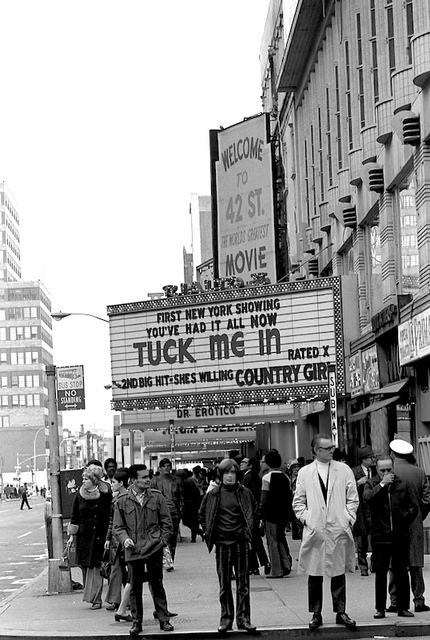 WELCOME
TO
42 ST.
THE WORLDS GREATEST
MOVIE
FIRST NEW YORK SHOWING
YOU'VE HAD IT ALL NOW
TUCK ME IN
RATED X
2ND BIG HIT-SHE'S WILLING COUNTRY GIRL
DR EROTICO
BUS STOP
NO
STANDING